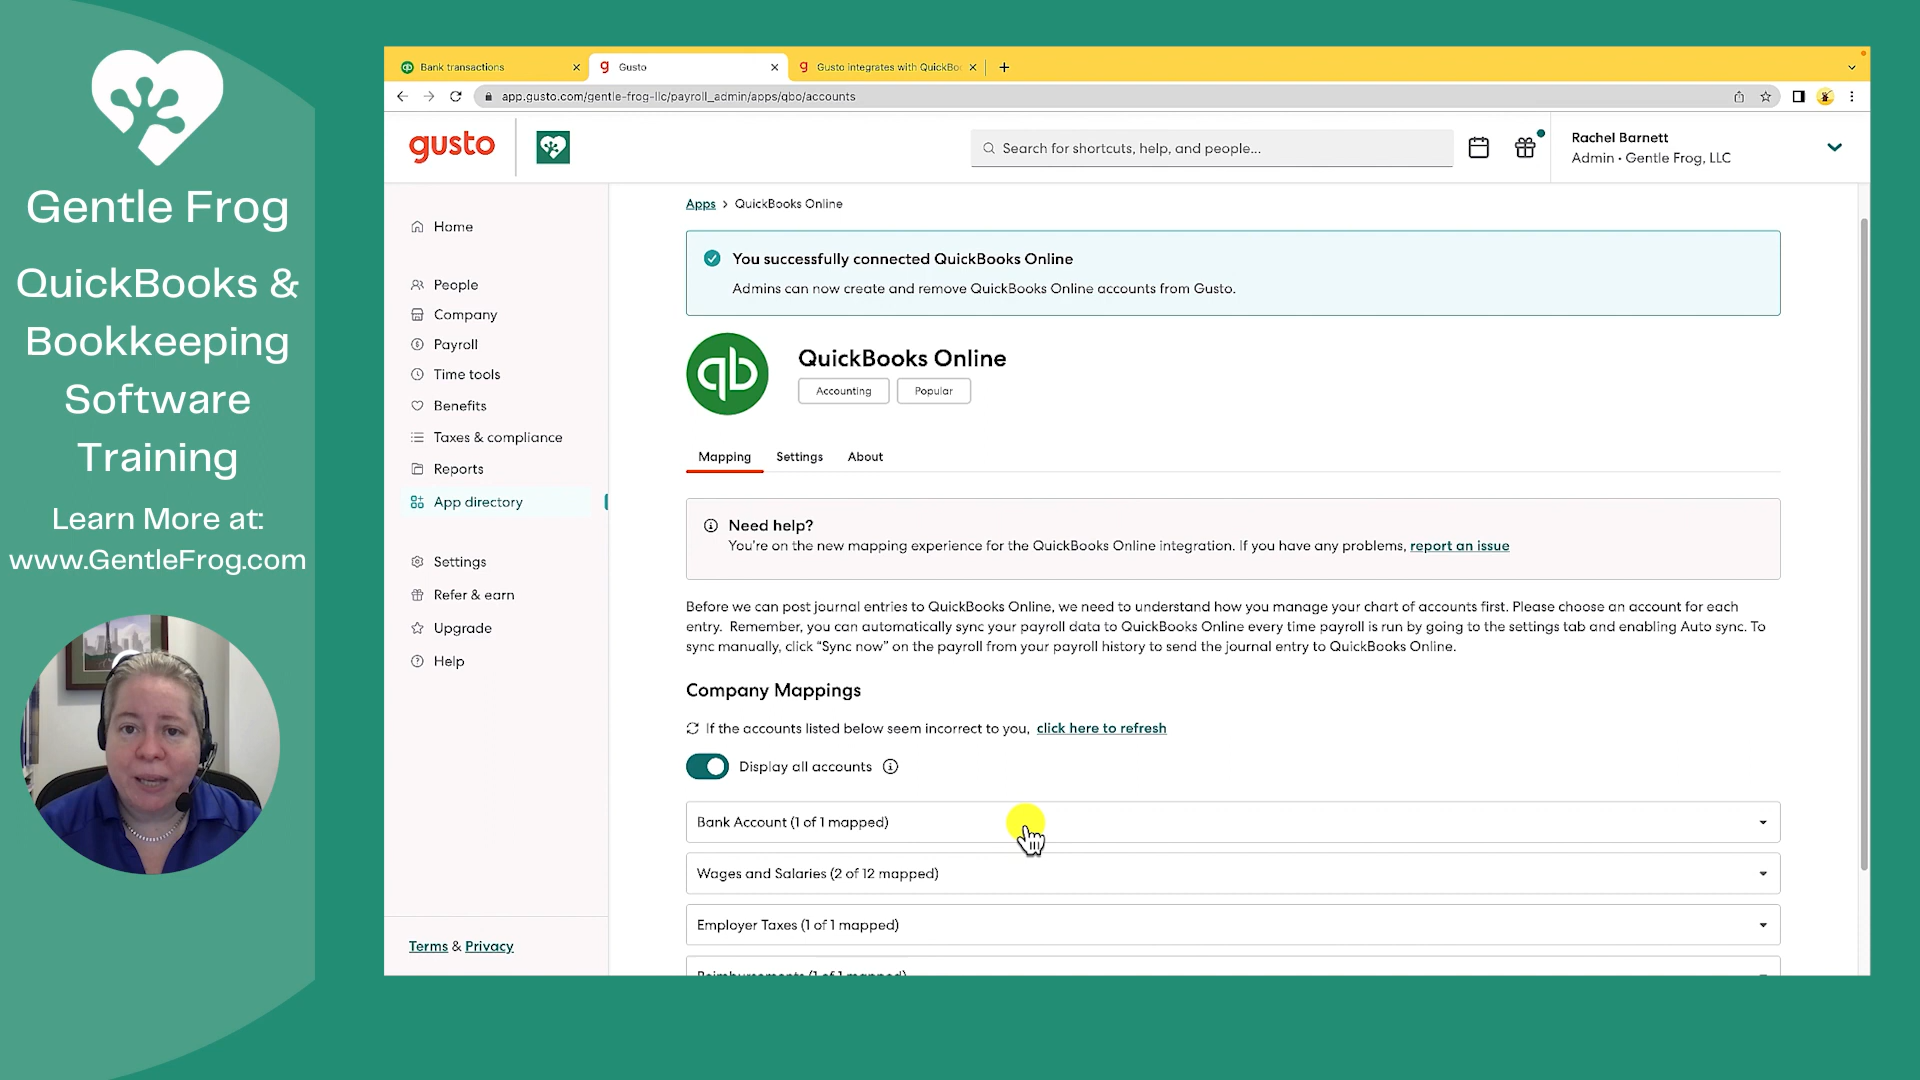 Gentle Frog
QuickBooks &
Bookkeeping
Software
Training
Learn More at:
www.GentleFrog.com
Bank transactions
Gusto
Gusto integrates with QuickBo
app.gusto.com/gentle-frog-llc/payroll_admin/apps/qbo/accounts
gusto
Search for shortcuts, help, and people...
Rachel Barnett
Admin • Gentle Frog, LLC
Home
People
Company
Payroll
Time tools
Benefits
Taxes & compliance
Reports
App directory
Settings
Refer & earn
Upgrade
Help
Terms & Privacy
Apps > QuickBooks Online
You successfully connected QuickBooks Online
Admins can now create and remove QuickBooks Online accounts from Gusto.
qb
QuickBooks Online
Accounting
Popular
Mapping
Settings
About
Need help?
You're on the new mapping experience for the QuickBooks Online integration. If you have any problems, report an issue
Before we can post journal entries to QuickBooks Online, we need to understand how you manage your chart of accounts first. Please choose an account for each
entry. Remember, you can automatically sync your payroll data to QuickBooks Online every time payroll is run by going to the settings tab and enabling Auto sync. To
sync manually, click “Sync now” on the payroll from your payroll history to send the journal entry to QuickBooks Online.
Company Mappings
If the accounts listed below seem incorrect to you, click here to refresh
Display all accounts
Bank Account (1 of 1 mapped)
Wages and Salaries (2 of 12 mapped)
Employer Taxes (1 of 1 mapped)
Reimbursements (1 of 1 mapped)